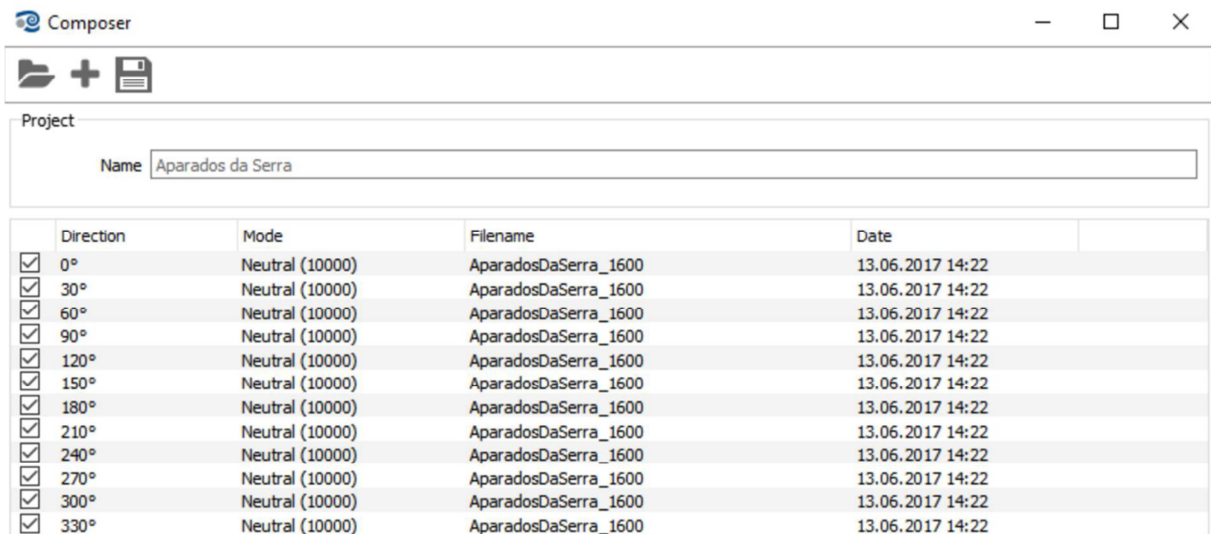 Composer
Project
Name Aparados da Serra
Direction Mode Filename Date
0° Neutral (10000) AparadosDaSerra_1600 13.06.2017 14:22
30° Neutral (10000) AparadosDaSerra_1600 13.06.2017 14:22
60° Neutral (10000) AparadosDaSerra_1600 13.06.2017 14:22
90° Neutral (10000) AparadosDaSerra_1600 13.06.2017 14:22
120° Neutral (10000) AparadosDaSerra_1600 13.06.2017 14:22
150° Neutral (10000) AparadosDaSerra_1600 13.06.2017 14:22
180° Neutral (10000) AparadosDaSerra_1600 13.06.2017 14:22
210° Neutral (10000) AparadosDaSerra_1600 13.06.2017 14:22
240° Neutral (10000) AparadosDaSerra_1600 13.06.2017 14:22
270° Neutral (10000) AparadosDaSerra_1600 13.06.2017 14:22
300° Neutral (10000) AparadosDaSerra_1600 13.06.2017 14:22
330° Neutral (10000) AparadosDaSerra_1600 13.06.2017 14:22